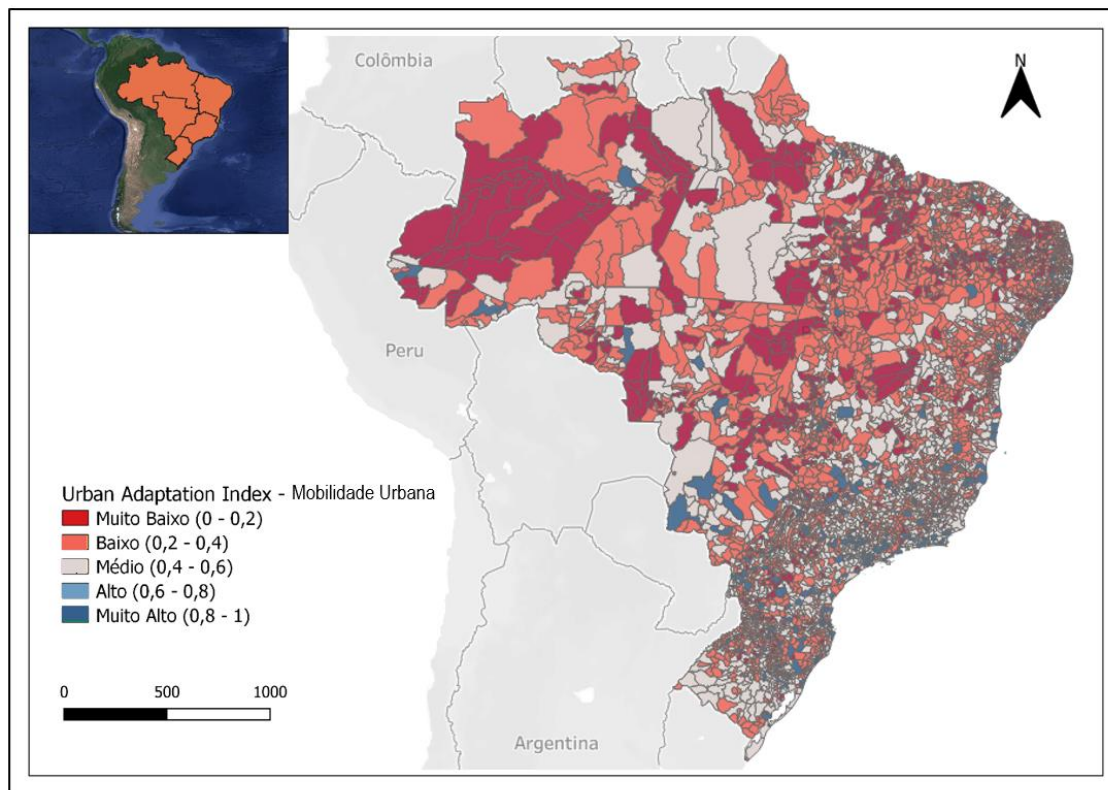 Colômbia
N
Peru
Urban Adaptation Index - Mobilidade Urbana
Muito Baixo (0 - 0,2)
Baixo (0,2 - 0,4)
Médio (0,4 - 0,6)
Alto (0,6 - 0,8)
Muito Alto (0,8 - 1)
0 500 1000
Argentina